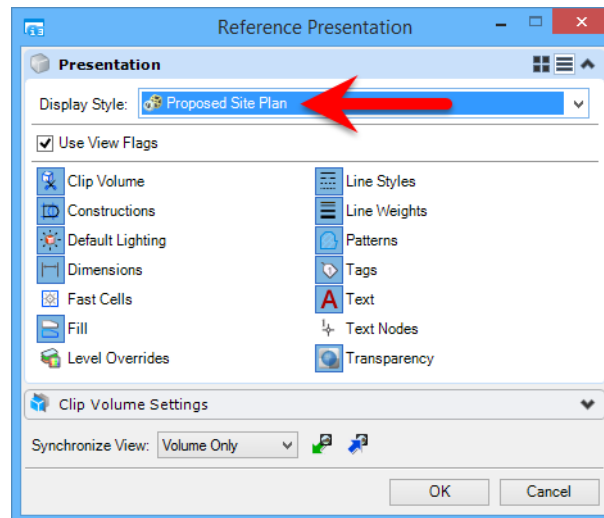 Reference Presentation
Presentation
Display Style: Proposed Site Plan
Use View Flags
Clip Volume Line Styles
Constructions Line Weights
Default Lighting Patterns
Dimensions Tags
Fast Cells A Text
Fill Text Nodes
Level Overrides Transparency
Clip Volume Settings
Synchronize View: Volume Only
OK Cancel